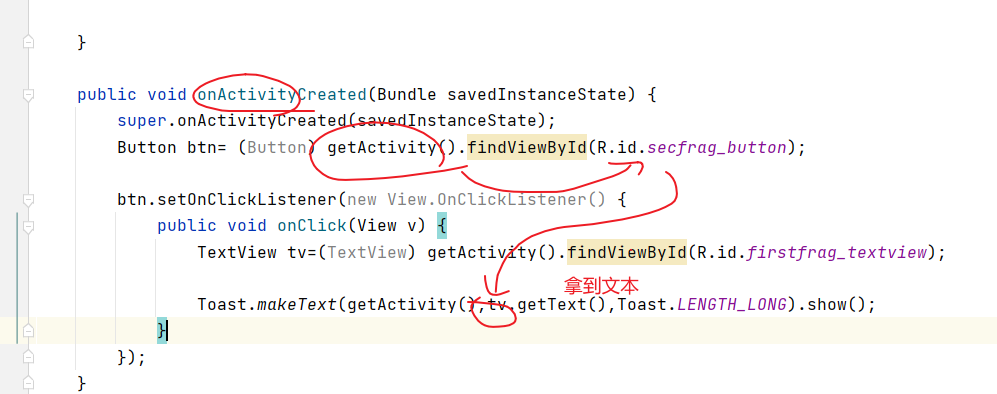 }
public void onActivityCreated(Bundle savedInstanceState) {
super.onActivityCreated(savedInstanceState);
Button btn= (Button) getActivity().findViewById(R.id.secfrag_button);
btn.setOnClickListener(new View.OnClickListener() {
public void onClick(View v) {
TextView tv=(TextView) getActivity().findViewById(R.id.firstfrag_textview);
拿到文本
Toast.makeText(getActivity(),tv.getText(),Toast.LENGTH_LONG).show();
}
});
}